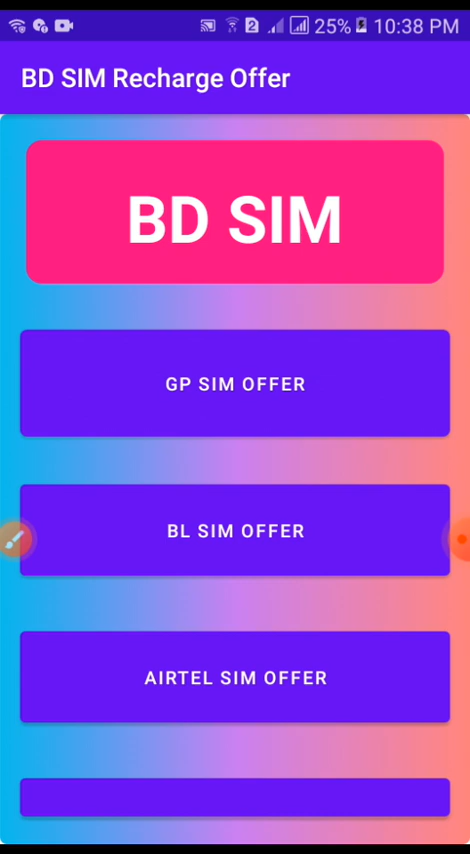 25% 10:38 PM
BD SIM Recharge Offer
BD SIM
GP SIM OFFER
BL SIM OFFER
AIRTEL SIM OFFER